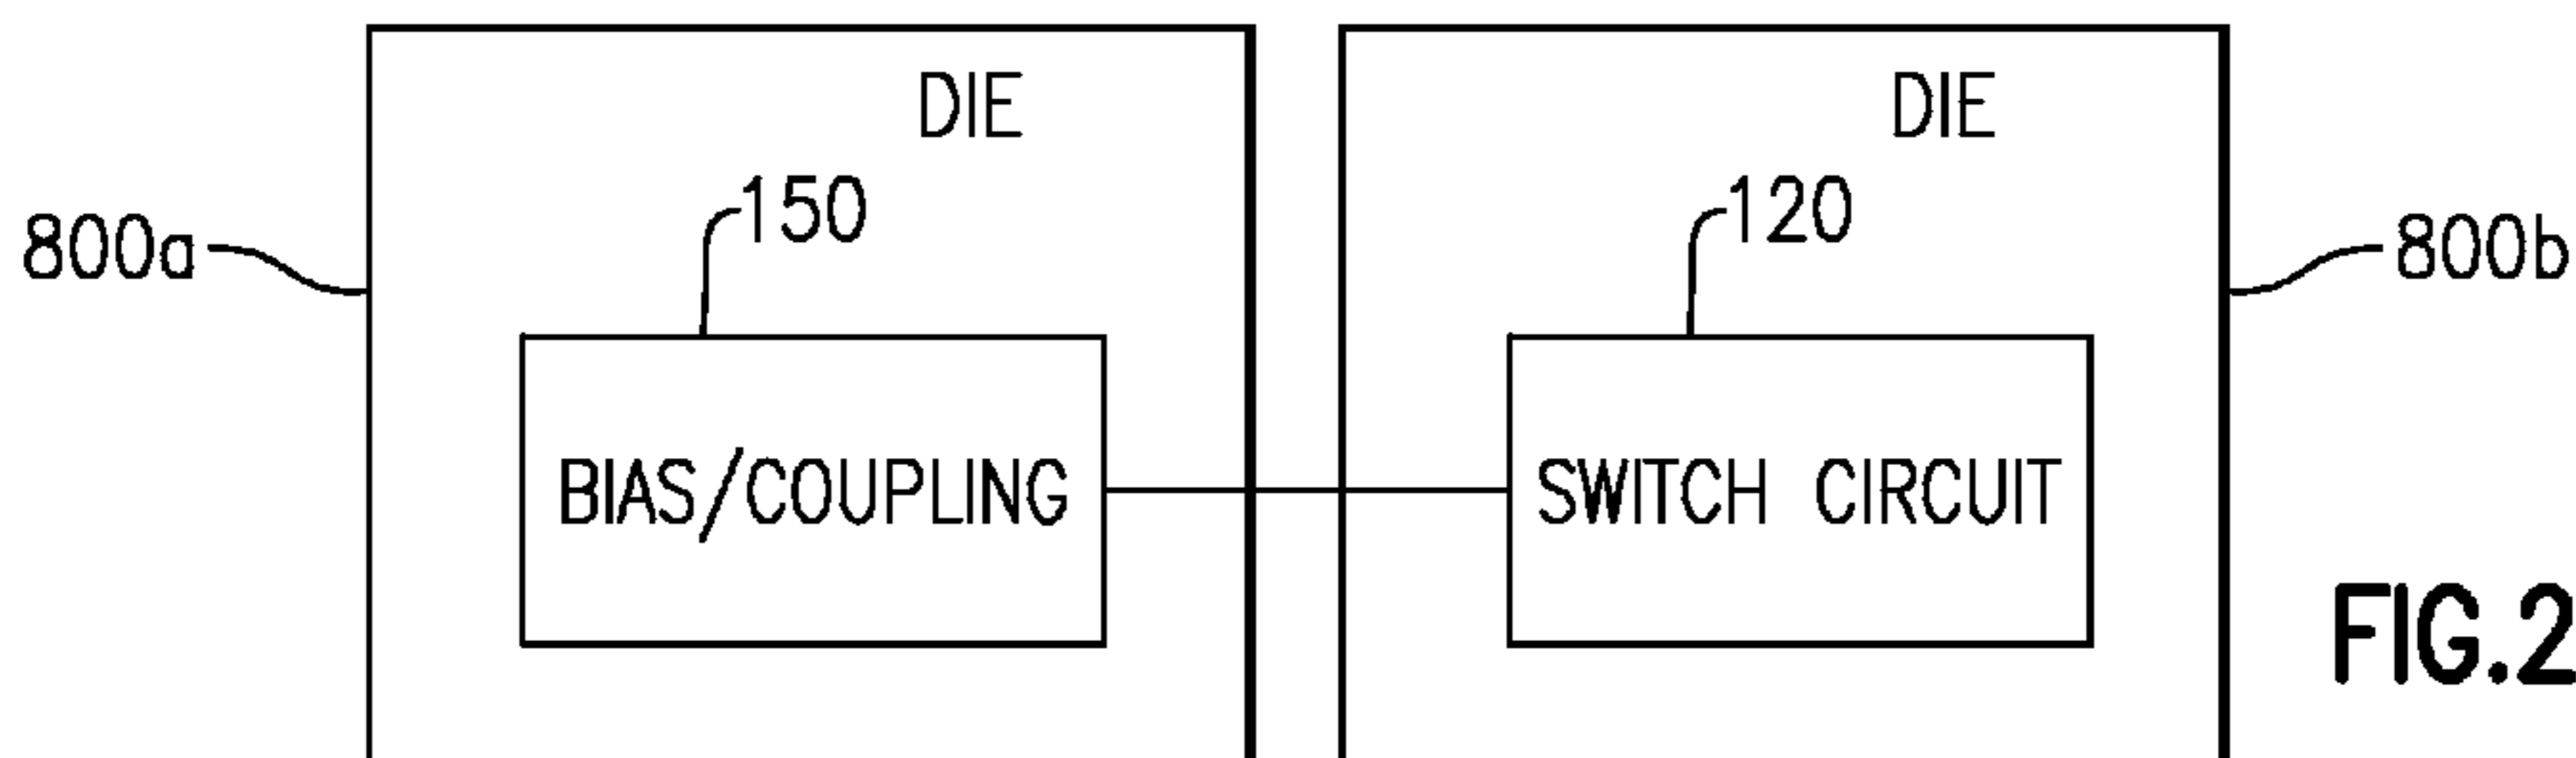 DIE DIE
150 120
800a 800b
BIAS/COUPLING SWITCH CIRCUIT
FIG.2